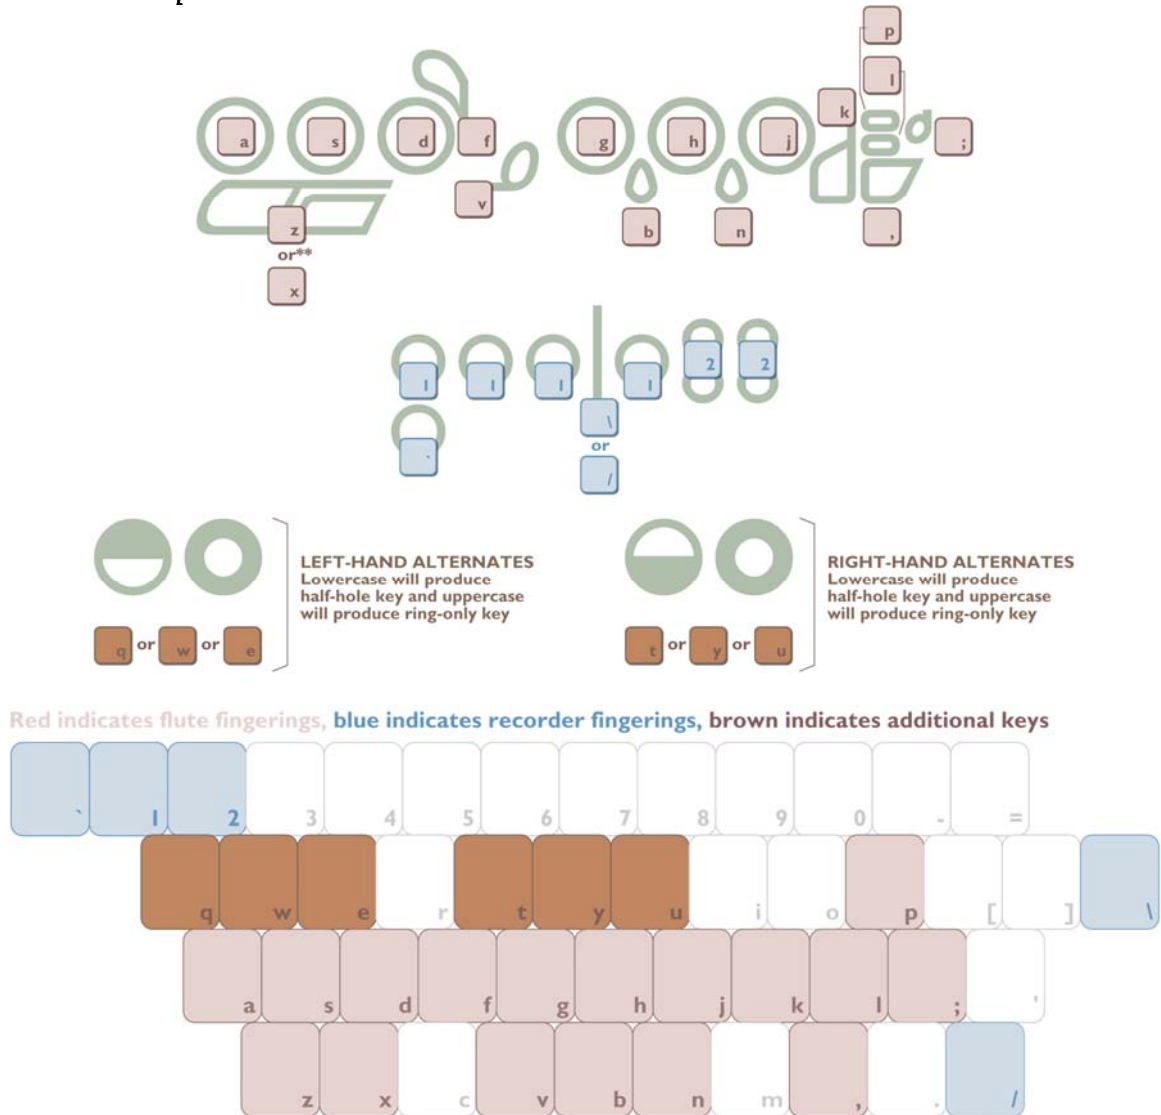 p
l
k
a s d f g h j ;
v
z b n ,
or**
x
1 1 1 1 2 2
\
`
or
/
LEFT-HAND ALTERNATES
Lowercase will produce
half-hole key and uppercase
will produce ring-only key
q or w or e
RIGHT-HAND ALTERNATES
Lowercase will produce
half-hole key and uppercase
will produce ring-only key
t or y or u
Red indicates flute fingerings, blue indicates recorder fingerings, brown indicates additional keys
` 1 2 3 4 5 6 7 8 9 0 - =
q w e r t y u i o p [ ] \
a s d f g h j k l ; '
z x c v b n m , . /